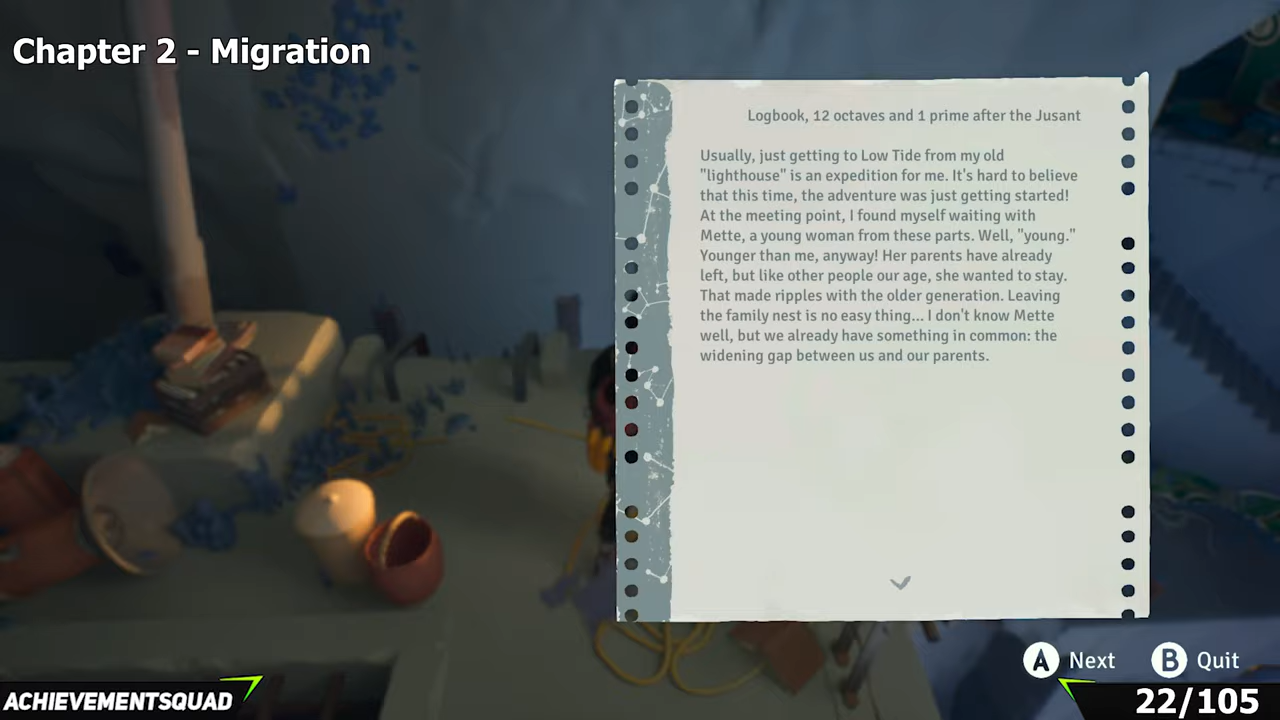 Chapter 2 - Migration
Logbook, 12 octaves and 1 prime after the Jusant
Usually, just getting to Low Tide from my old
"lighthouse" is an expedition for me. It's hard to believe
that this time, the adventure was just getting started!
At the meeting point, I found myself waiting with
Mette, a young woman from these parts. Well, "young."
Younger than me, anyway! Her parents have already
left, but like other people our age, she wanted to stay.
That made ripples with the older generation. Leaving
the family nest is no easy thing... I don't know Mette
well, but we already have something in common: the
widening gap between us and our parents.
A Next B Quit
ACHIEVEMENTSQUAD
22/105